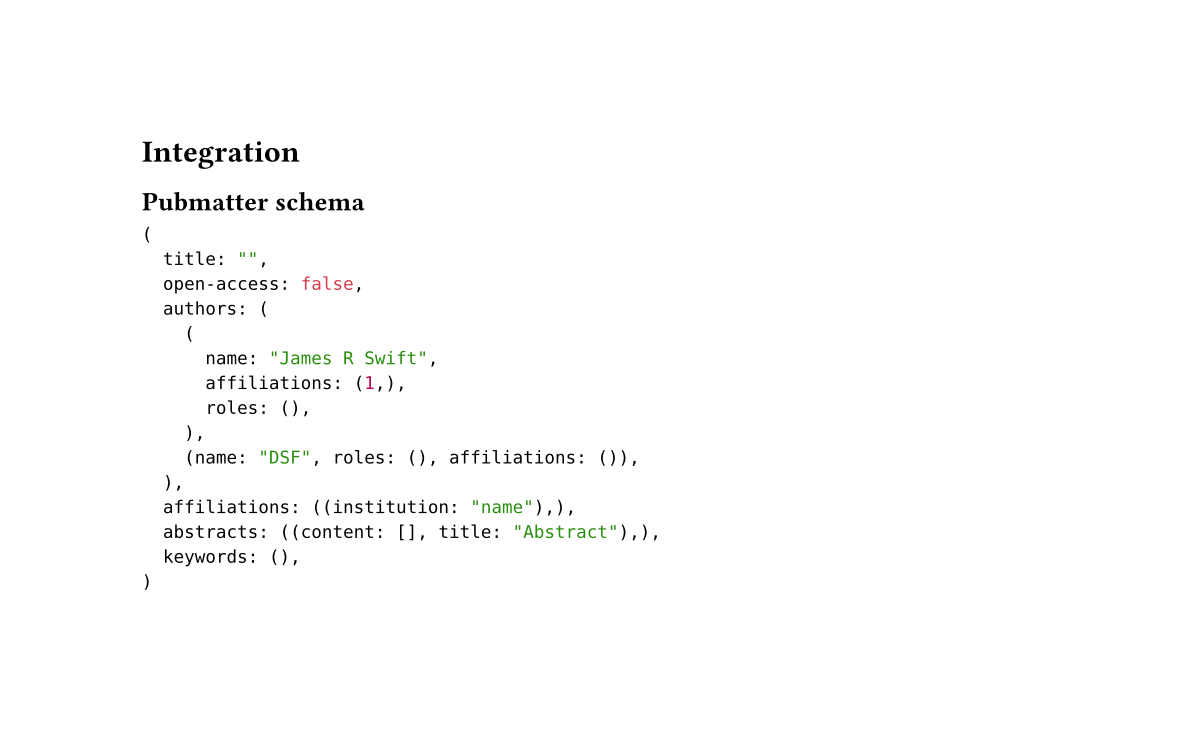 Integration
Pubmatter schema
(
  title: "",
  open-access: false,
  authors: (
    (
      name: "James R Swift",
      affiliations: (1,),
      roles: (),
    ),
    (name: "DSF", roles: (), affiliations: ()),
  ),
  affiliations: ((institution: "name"),),
  abstracts: ((content: [], title: "Abstract"),),
  keywords: (),
)